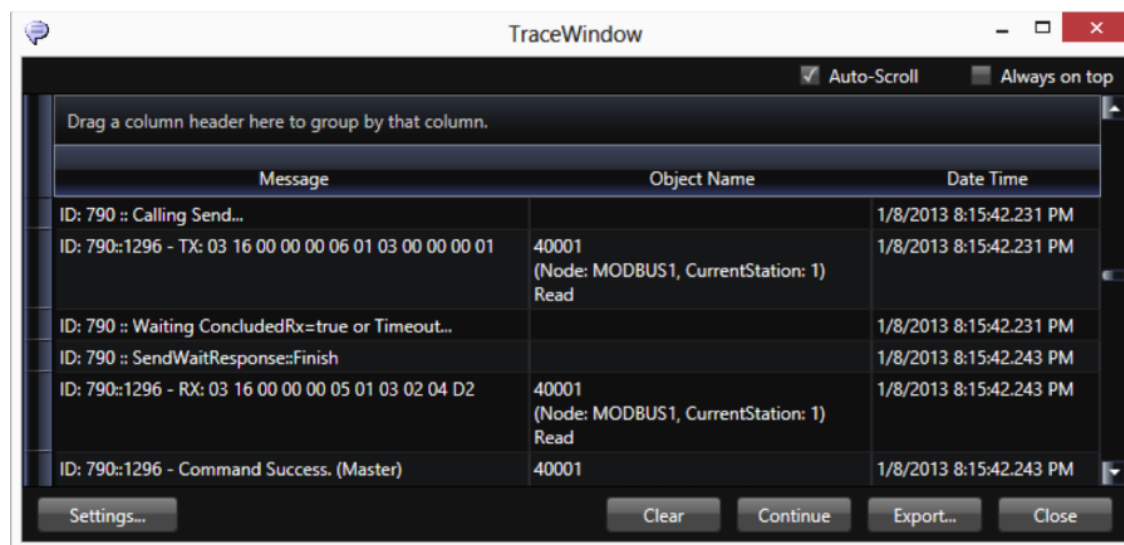 TraceWindow
Auto-Scroll
Always on top
Drag a column header here to group by that column.
Message Object Name Date Time
ID: 790 :: Calling Send... 1/8/2013 8:15:42.231 PM
ID: 790::1296 - TX: 03 16 00 00 00 06 01 03 00 00 00 01 40001 1/8/2013 8:15:42.231 PM
(Node: MODBUS1, CurrentStation: 1)
Read
ID: 790 :: Waiting ConcludedRx=true or Timeout... 1/8/2013 8:15:42.231 PM
ID: 790 :: SendWaitResponse::Finish 1/8/2013 8:15:42.243 PM
ID: 790::1296 - RX: 03 16 00 00 00 05 01 03 02 04 D2 40001 1/8/2013 8:15:42.243 PM
(Node: MODBUS1, CurrentStation: 1)
Read
ID: 790::1296 - Command Success. (Master) 40001 1/8/2013 8:15:42.243 PM
Settings... Clear Continue Export... Close